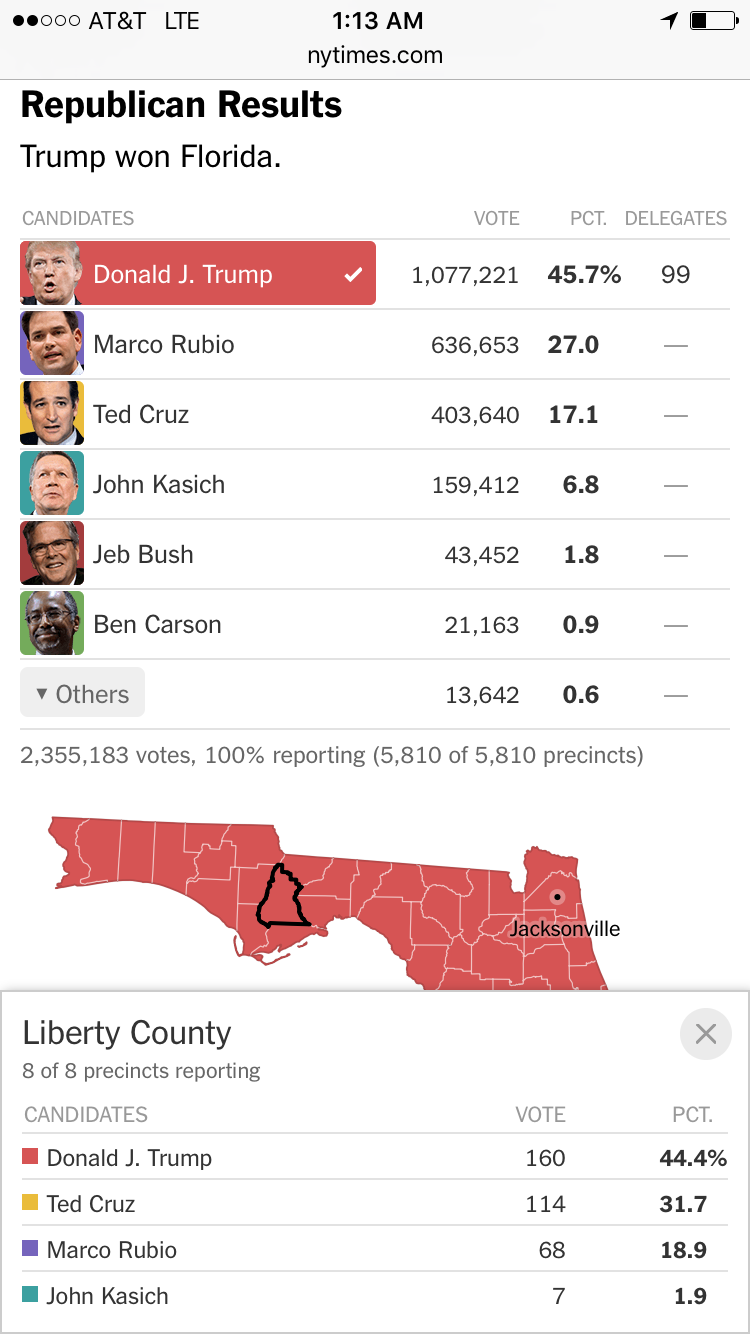 AT&T LTE 1:13 AM
nytimes.com
Republican Results
Trump won Florida.
CANDIDATES VOTE PCT. DELEGATES
Donald J. Trump 1,077,221 45.7% 99
Marco Rubio 636,653 27.0 —
Ted Cruz 403,640 17.1 —
John Kasich 159,412 6.8 —
Jeb Bush 43,452 1.8 —
Ben Carson 21,163 0.9 —
Others 13,642 0.6 —
2,355,183 votes, 100% reporting (5,810 of 5,810 precincts)
Jacksonville
Liberty County
8 of 8 precincts reporting
CANDIDATES VOTE PCT.
Donald J. Trump 160 44.4%
Ted Cruz 114 31.7
Marco Rubio 68 18.9
John Kasich 7 1.9